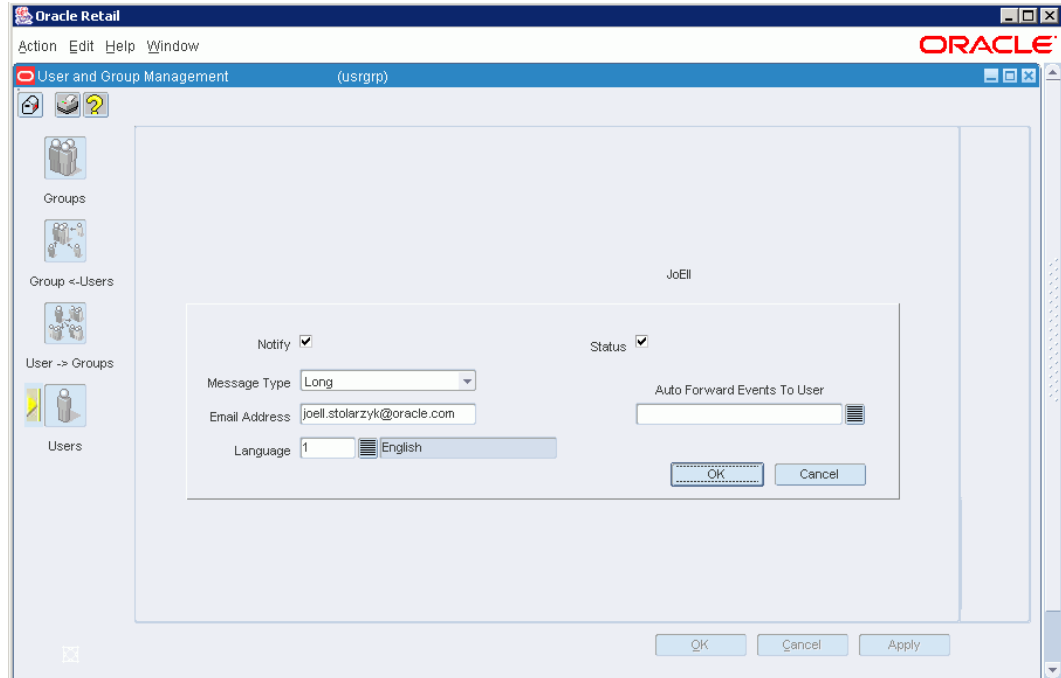 Oracle Retail
Action Edit Help Window
ORACLE
User and Group Management (usrgrp)
Groups
Group <-Users
User -> Groups
Users
JoEll
Notify
Status
Message Type Long
Auto Forward Events To User
Email Address joell.stolarzyk@oracle.com
Language 1 English
OK Cancel
OK Cancel Apply